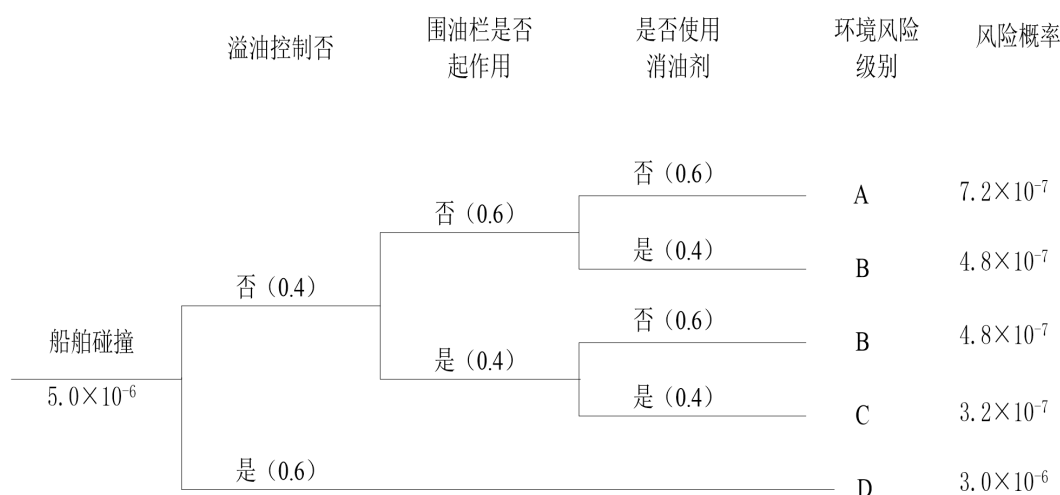 溢油控制否
围油栏是否
起作用
是否使用
消油剂
环境风险
级别
风险概率
否（0.6）
A
7.2×10⁻⁷
否（0.6）
是（0.4）
B
4.8×10⁻⁷
否（0.4）
否（0.6）
B
4.8×10⁻⁷
船舶碰撞
是（0.4）
5.0×10⁻⁶
是（0.4）
C
3.2×10⁻⁷
是（0.6）
D
3.0×10⁻⁶